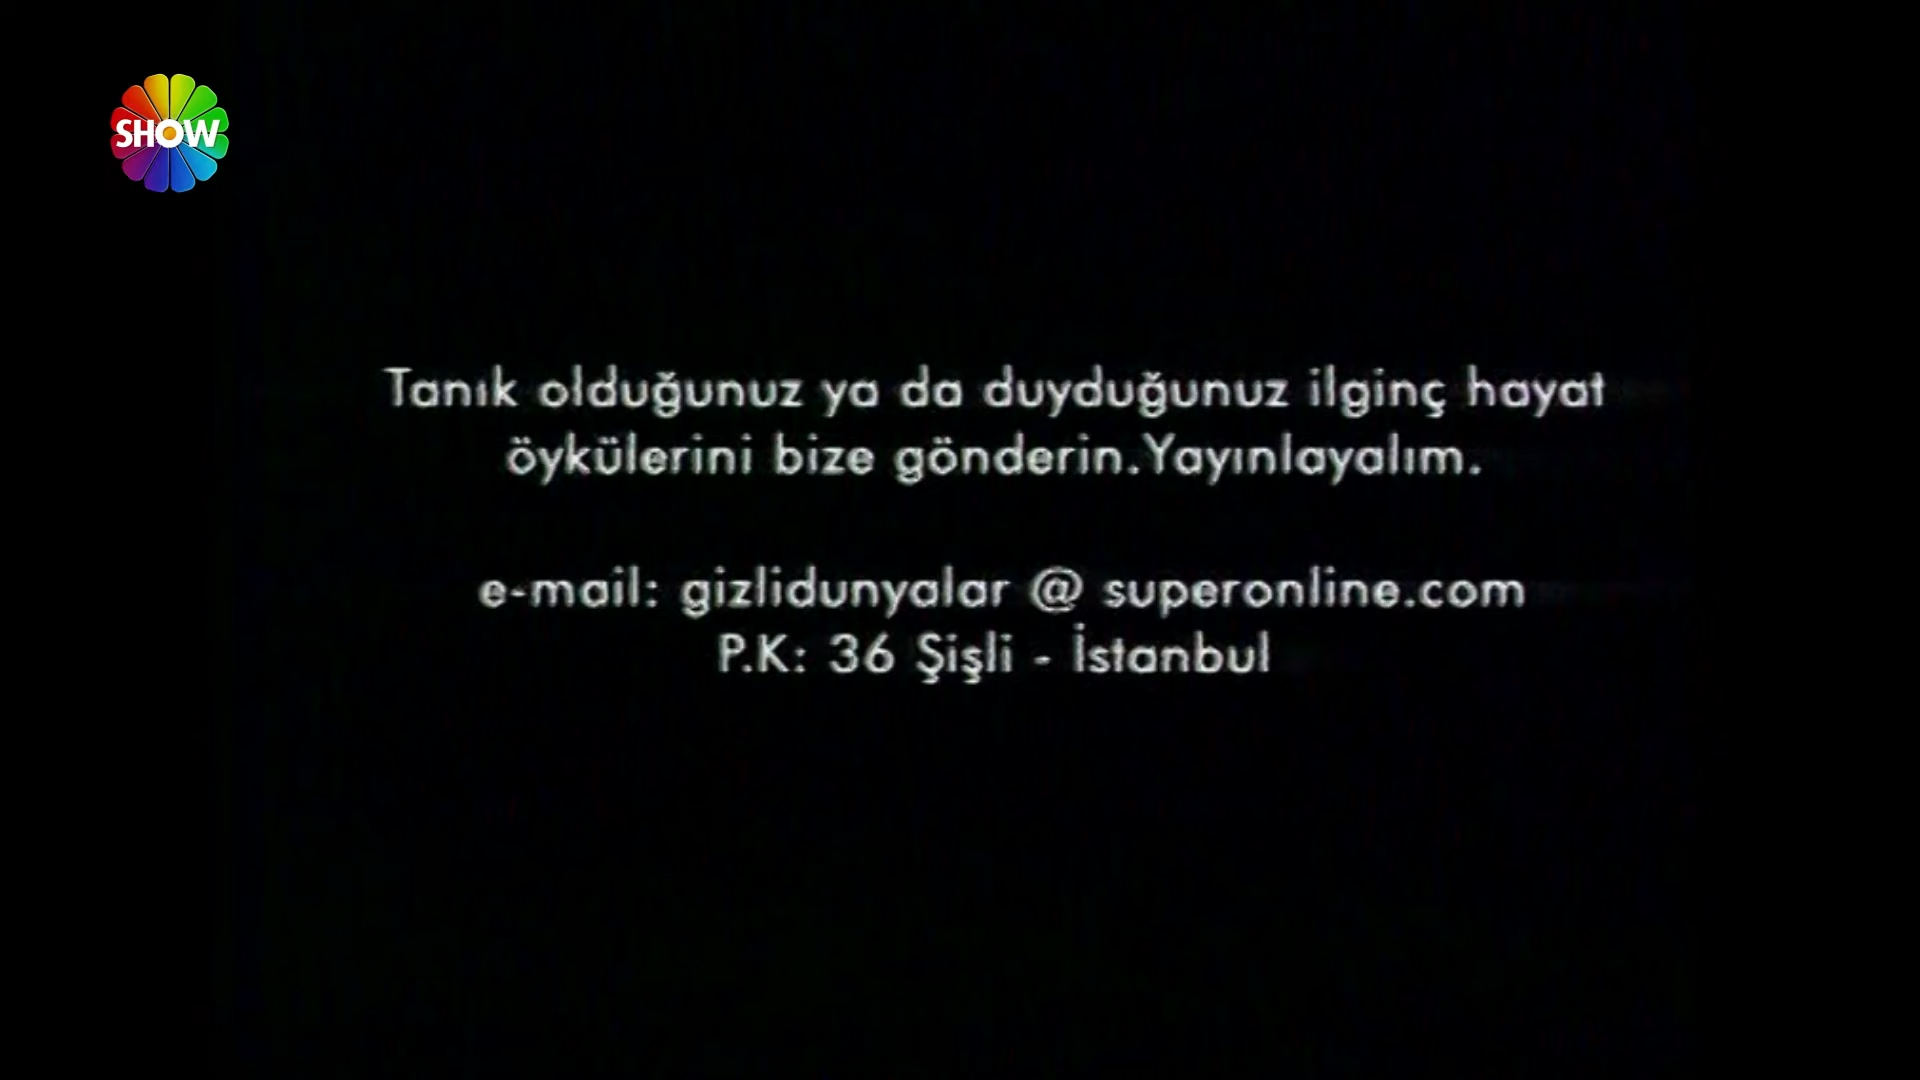 SHOW
Tanık olduğunuz ya da duyduğunuz ilginç hayat
öykülerini bize gönderin.Yayınlayalım.
e-mail: gizlidunyalar @ superonline.com
P.K: 36 Şişli - İstanbul